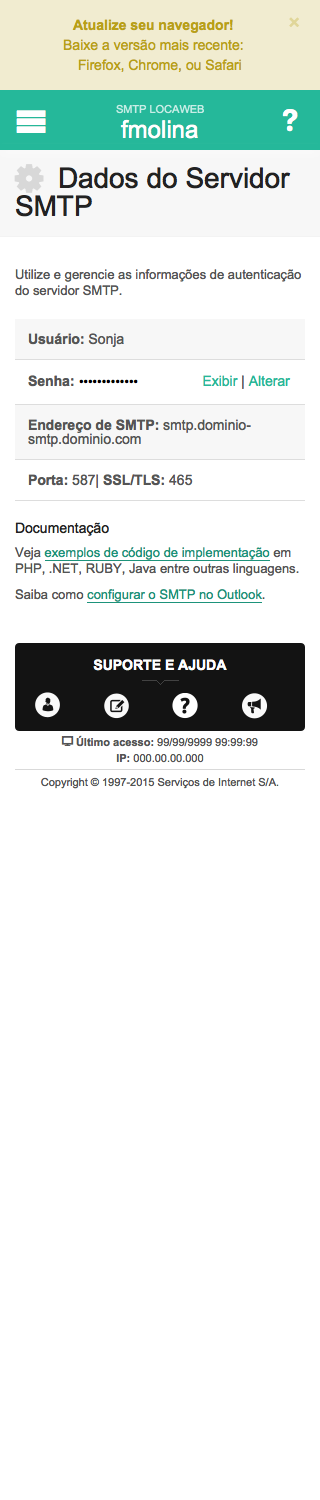 Atualize seu navegador!
×
Baixe a versão mais recente:
Firefox, Chrome, ou Safari
SMTP LOCAWEB
fmolina
?
Dados do Servidor
SMTP
Utilize e gerencie as informações de autenticação
do servidor SMTP.
Usuário: Sonja
Senha: ••••••••••••• Exibir | Alterar
Endereço de SMTP: smtp.dominio-
smtp.dominio.com
Porta: 587| SSL/TLS: 465
Documentação
Veja exemplos de código de implementação em
PHP, .NET, RUBY, Java entre outras linguagens.
Saiba como configurar o SMTP no Outlook.
SUPORTE E AJUDA
?
Último acesso: 99/99/9999 99:99:99
IP: 000.00.00.000
Copyright © 1997-2015 Serviços de Internet S/A.